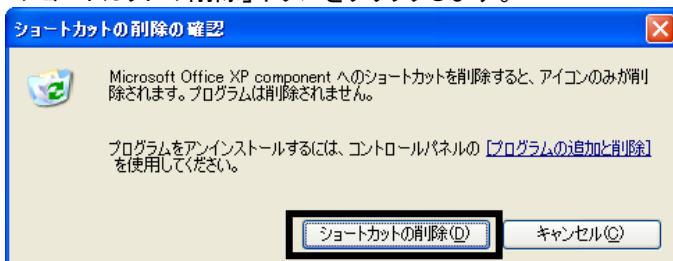 ショートカットの削除の確認
Microsoft Office XP component へのショートカットを削除すると、アイコンのみが削
除されます。プログラムは削除されません。
プログラムをアンインストールするには、コントロールパネルの [プログラムの追加と削除]
を使用してください。
ショートカットの削除(D)
キャンセル(C)